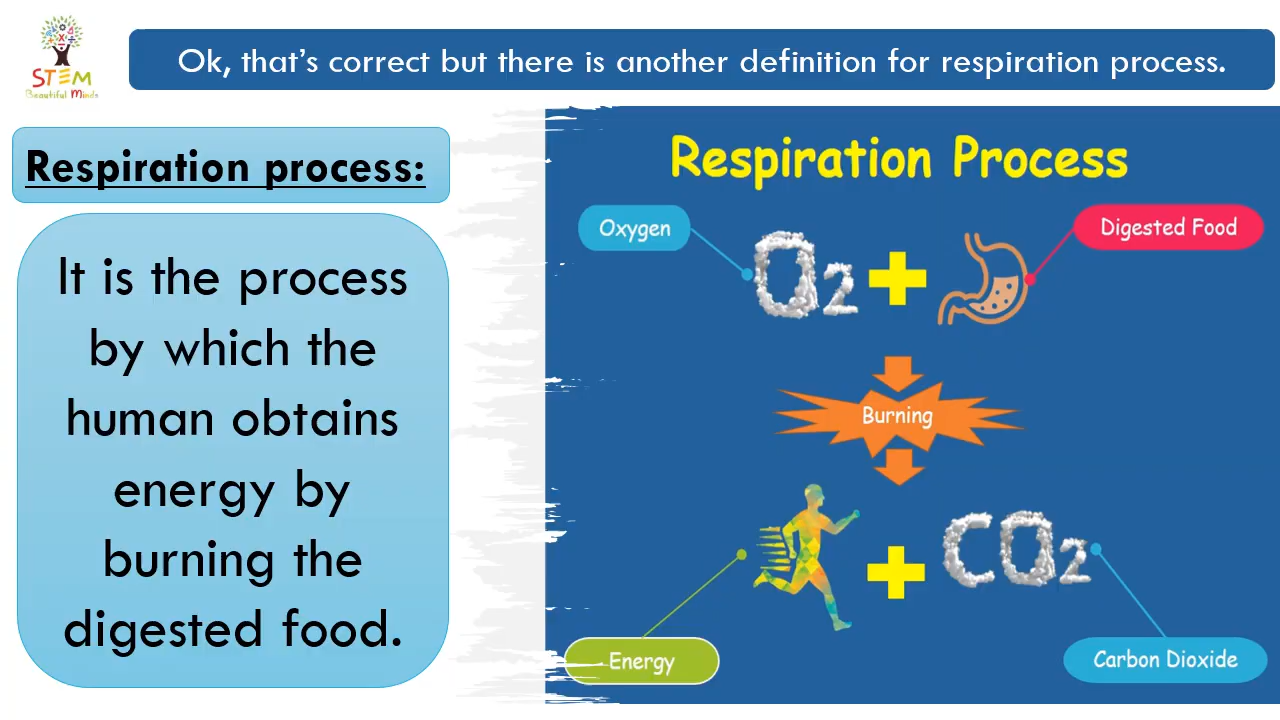 STEM
Beautiful Minds
Ok, that's correct but there is another definition for respiration process.
Respiration process:
It is the process
by which the
human obtains
energy by
burning the
digested food.
Respiration Process
Oxygen
O2
Digested Food
Burning
CO2
Energy
Carbon Dioxide